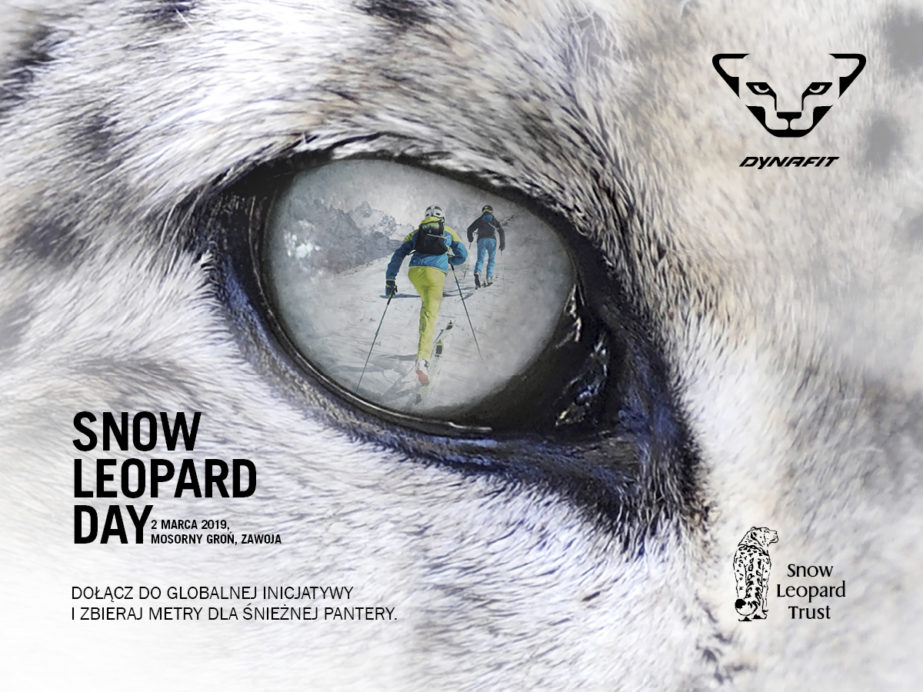 DYNAFIT
SNOW
LEOPARD
DAY
2 MARCA 2019,
MOSORNY GROŃ, ZAWOJA
DOŁĄCZ DO GLOBALNEJ INICJATYWY
I ZBIERAJ METRY DLA ŚNIEŻNEJ PANTERY.
Snow
Leopard
Trust